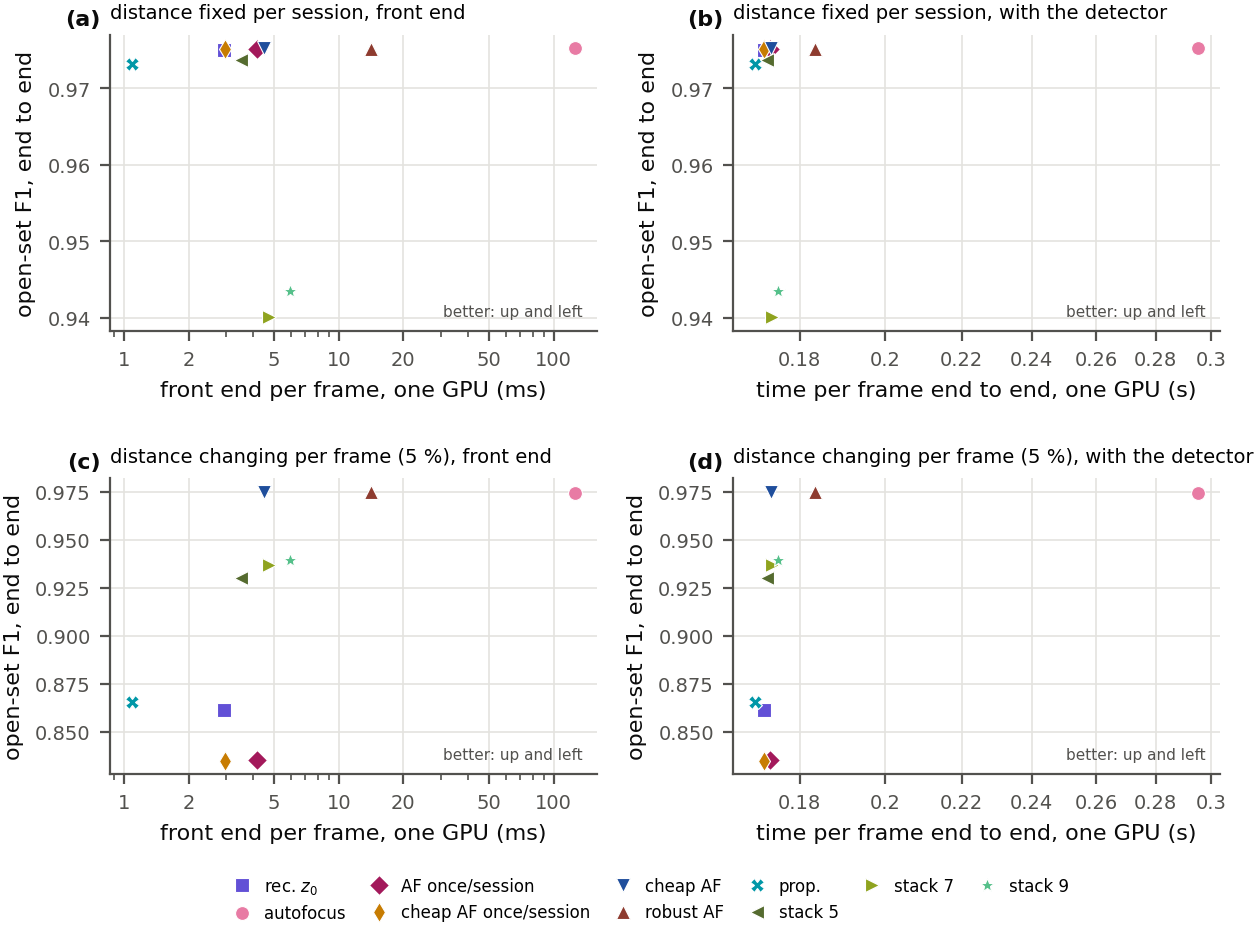 (a) distance fixed per session, front end
open-set F1, end to end
0.97
0.96
0.95
0.94
better: up and left
1 2 5 10 20 50 100
front end per frame, one GPU (ms)
(b) distance fixed per session, with the detector
open-set F1, end to end
0.97
0.96
0.95
0.94
better: up and left
0.18 0.2 0.22 0.24 0.26 0.28 0.3
time per frame end to end, one GPU (s)
(c) distance changing per frame (5 %), front end
open-set F1, end to end
0.975
0.950
0.925
0.900
0.875
0.850
better: up and left
1 2 5 10 20 50 100
front end per frame, one GPU (ms)
(d) distance changing per frame (5 %), with the detector
open-set F1, end to end
0.975
0.950
0.925
0.900
0.875
0.850
better: up and left
0.18 0.2 0.22 0.24 0.26 0.28 0.3
time per frame end to end, one GPU (s)
rec. z₀ AF once/session cheap AF prop. stack 7 stack 9
autofocus cheap AF once/session robust AF stack 5